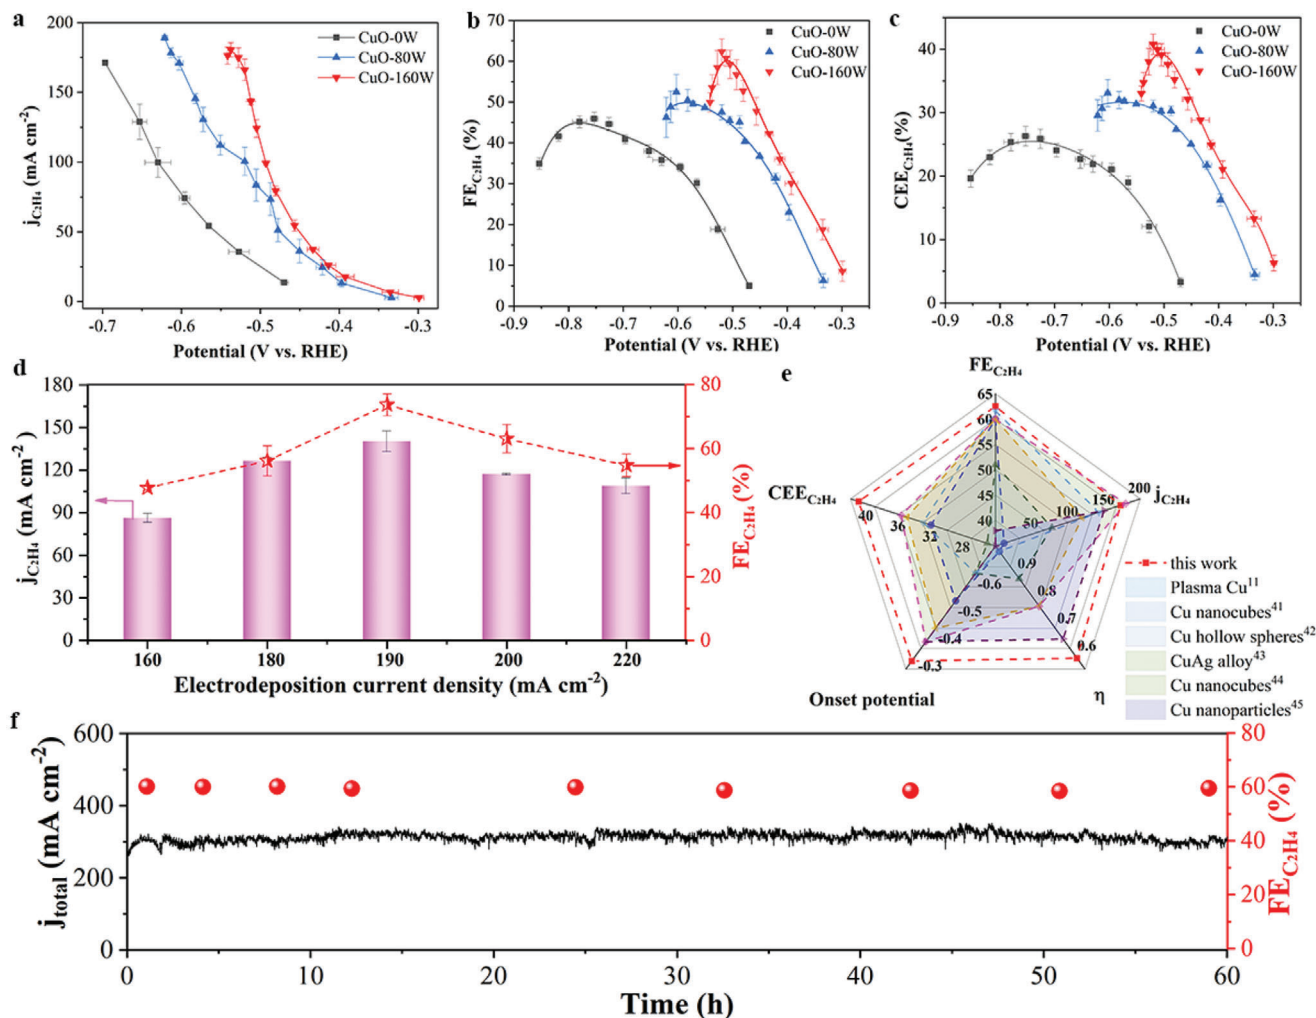 a
200
175
150
125
100
75
50
25
0
j_C₂H₄ (mA cm⁻²)
CuO-0W
CuO-80W
CuO-160W
-0.7 -0.6 -0.5 -0.4 -0.3
Potential (V vs. RHE)
b
70
60
50
40
30
20
10
0
FE_C₂H₄ (%)
CuO-0W
CuO-80W
CuO-160W
-0.9 -0.8 -0.7 -0.6 -0.5 -0.4 -0.3
Potential (V vs. RHE)
c
40
30
20
10
0
CEE_C₂H₄(%)
CuO-0W
CuO-80W
CuO-160W
-0.9 -0.8 -0.7 -0.6 -0.5 -0.4 -0.3
Potential (V vs. RHE)
d
180
150
120
90
60
30
0
j_C₂H₄ (mA cm⁻²)
80
60
40
20
0
FE_C₂H₄ (%)
160 180 190 200 220
Electrodeposition current density (mA cm⁻²)
e
FE_C₂H₄
65
60
55
50
45
40
j_C₂H₄
200
150
100
50
η
0.9
0.8
0.7
0.6
Onset potential
-0.6
-0.5
-0.4
-0.3
CEE_C₂H₄
40
36
31
28
this work
Plasma Cu¹¹
Cu nanocubes⁴¹
Cu hollow spheres⁴²
CuAg alloy⁴³
Cu nanocubes⁴⁴
Cu nanoparticles⁴⁵
f
600
400
200
0
j_total (mA cm⁻²)
80
60
40
20
0
FE_C₂H₄ (%)
0 10 20 30 40 50 60
Time (h)